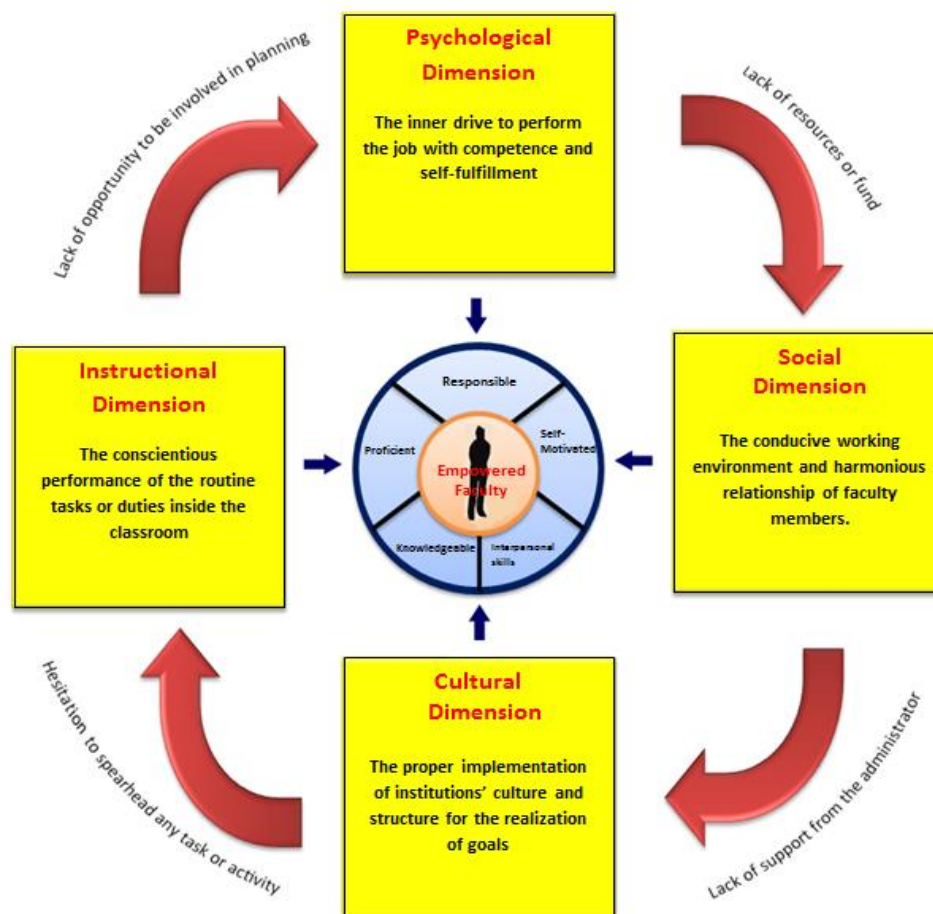 Psychological
Dimension
The inner drive to perform
the job with competence and
self-fulfillment
Lack of opportunity to be involved in planning
Lack of resources or fund
Instructional
Dimension
The conscientious
performance of the routine
tasks or duties inside the
classroom
Responsible
Proficient
Self-
Motivated
Empowered
Faculty
Knowledgeable
Interpersonal
skills
Social
Dimension
The conducive working
environment and harmonious
relationship of faculty
members.
Cultural
Dimension
The proper implementation
of institutions’ culture and
structure for the realization
of goals
Hesitation to spearhead any task or activity
Lack of support from the administrator